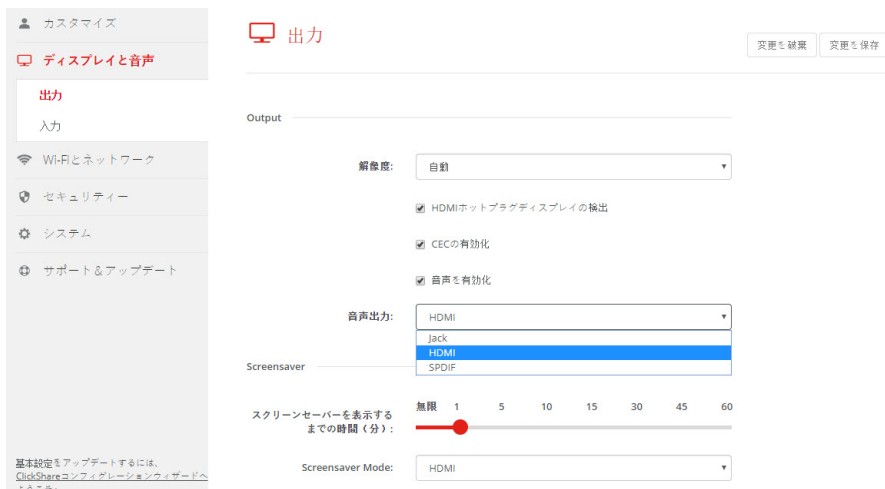 カスタマイズ
ディスプレイと音声
出力
入力
Wi-Fiとネットワーク
セキュリティー
システム
サポート＆アップデート
基本設定をアップデートするには、
ClickShareコンフィグレーションウィザードへ
ようこそ。
出力
変更を破棄
変更を保存
Output
解像度:
自動
HDMIホットプラグディスプレイの検出
CECの有効化
音声を有効化
音声出力:
HDMI
Jack
HDMI
SPDIF
Screensaver
スクリーンセーバーを表示する
までの時間（分）:
無限 1 5 10 15 30 45 60
Screensaver Mode:
HDMI